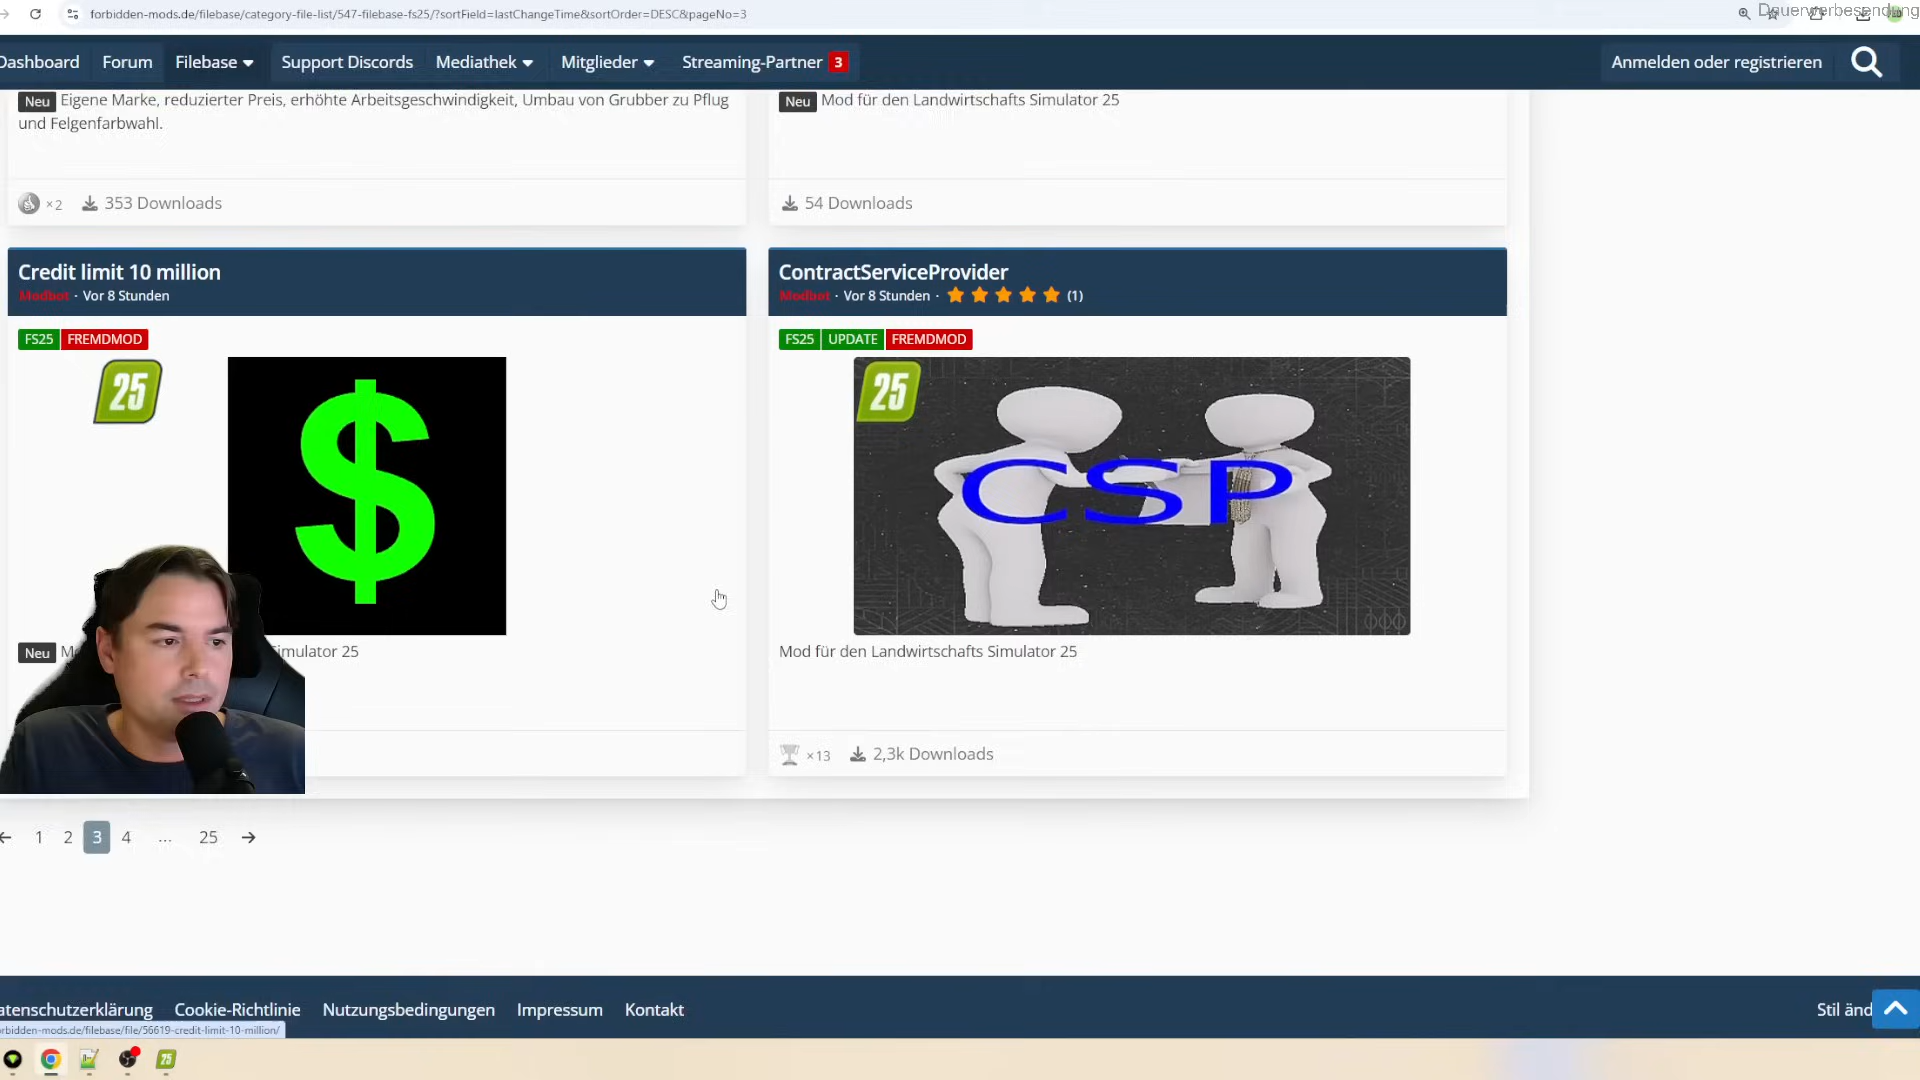 forbidden-mods.de/filebase/category-file-list/547-filebase-fs25/?sortField=lastChangeTime&sortOrder=DESC&pageNo=3
Dauerwerbesendung
Dashboard Forum Filebase Support Discords Mediathek Mitglieder Streaming-Partner 3 Anmelden oder registrieren
Neu Eigene Marke, reduzierter Preis, erhöhte Arbeitsgeschwindigkeit, Umbau von Grubber zu Pflug
und Felgenfarbwahl.
×2 353 Downloads
Neu Mod für den Landwirtschafts Simulator 25
54 Downloads
Credit limit 10 million
Modbot · Vor 8 Stunden
FS25 FREMDMOD
25
$
Neu
imulator 25
ContractServiceProvider
Modbot · Vor 8 Stunden · (1)
FS25 UPDATE FREMDMOD
25
CSP
Mod für den Landwirtschafts Simulator 25
×13 2,3k Downloads
1 2 3 4 ... 25
atenschutzerklärung Cookie-Richtlinie Nutzungsbedingungen Impressum Kontakt Stil änd
orbidden-mods.de/filebase/file/56619-credit-limit-10-million/
25